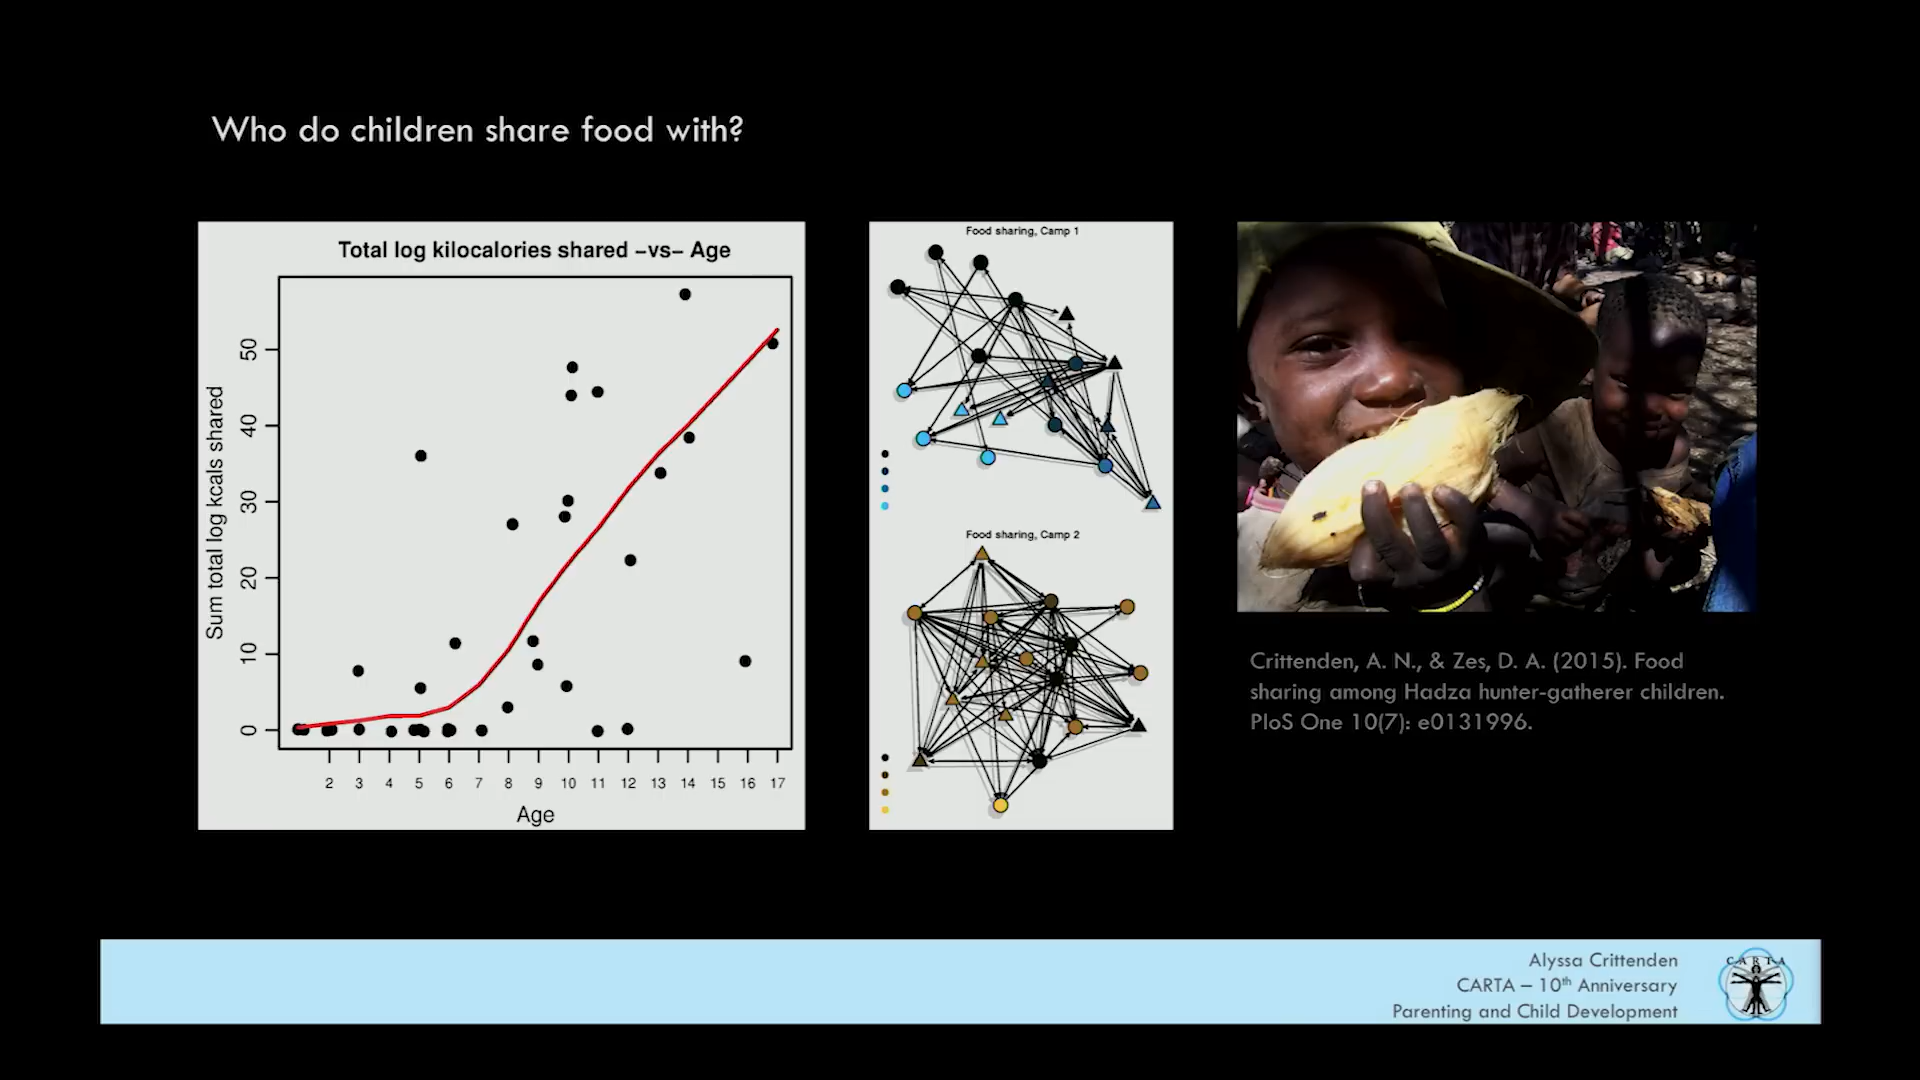 Who do children share food with?
Total log kilocalories shared –vs– Age
Sum total log kcals shared
50
40
30
20
10
0
2 3 4 5 6 7 8 9 10 11 12 13 14 15 16 17
Age
Food sharing, Camp 1
Food sharing, Camp 2
Crittenden, A. N., & Zes, D. A. (2015). Food
sharing among Hadza hunter-gatherer children.
PloS One 10(7): e0131996.
Alyssa Crittenden
CARTA – 10th Anniversary
Parenting and Child Development
CARTA